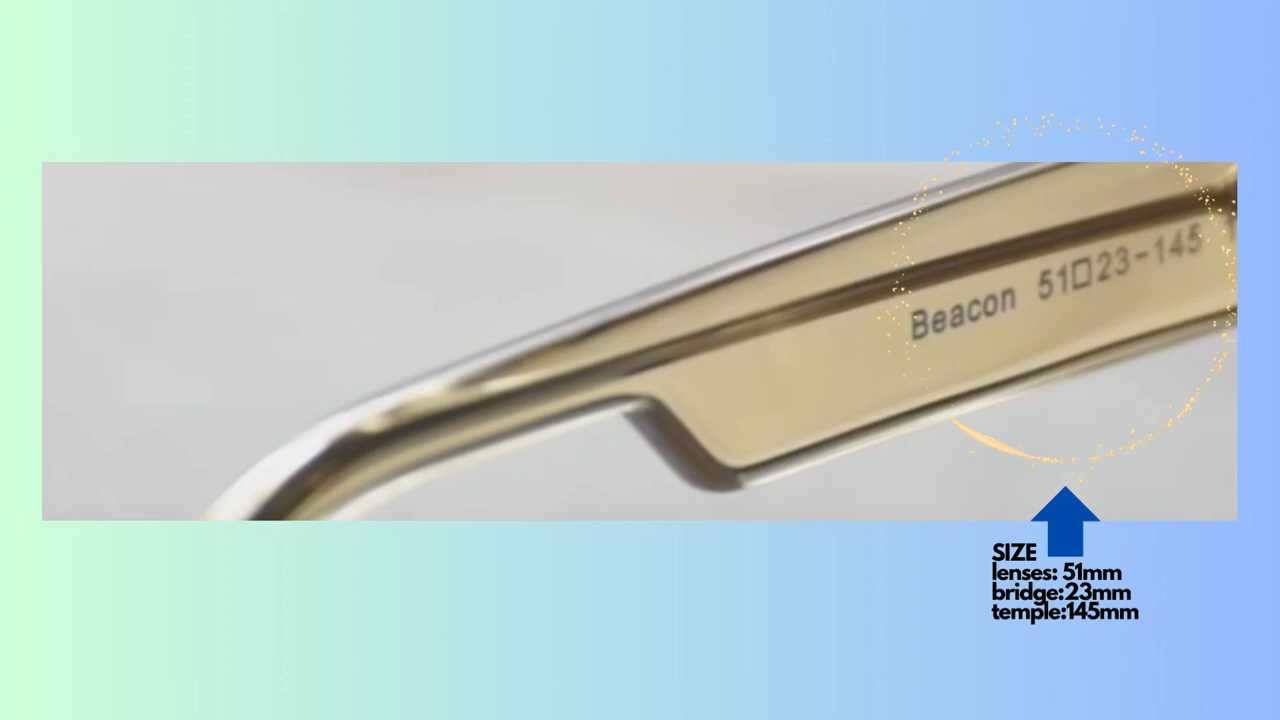 Beacon 51□23-145
SIZE
lenses: 51mm
bridge:23mm
temple:145mm